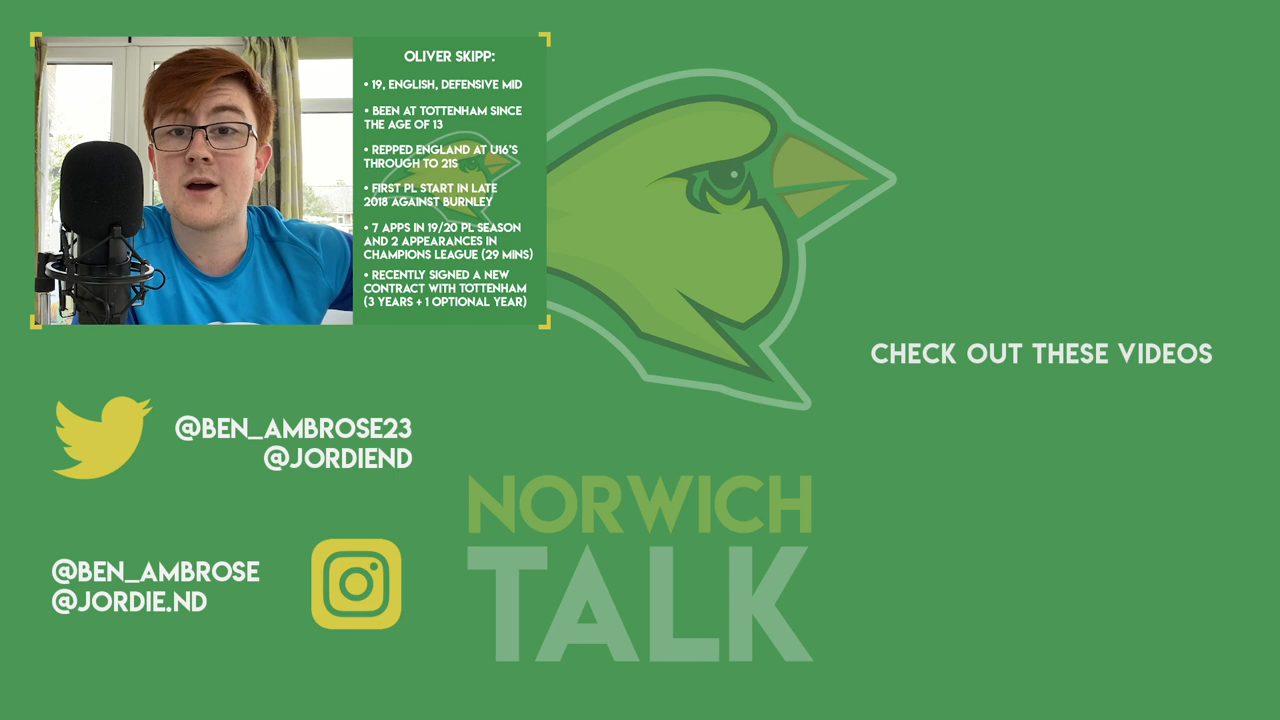 OLIVER SKIPP:
• 19, ENGLISH, DEFENSIVE MID
• BEEN AT TOTTENHAM SINCE
THE AGE OF 13
• REPPED ENGLAND AT U16'S
THROUGH TO 21S
• FIRST PL START IN LATE
2018 AGAINST BURNLEY
• 7 APPS IN 19/20 PL SEASON
AND 2 APPEARANCES IN
CHAMPIONS LEAGUE (29 MINS)
• RECENTLY SIGNED A NEW
CONTRACT WITH TOTTENHAM
(3 YEARS + 1 OPTIONAL YEAR)
CHECK OUT THESE VIDEOS
@BEN_AMBROSE23
@JORDIEND
@BEN_AMBROSE
@JORDIE.ND
NORWICH
TALK